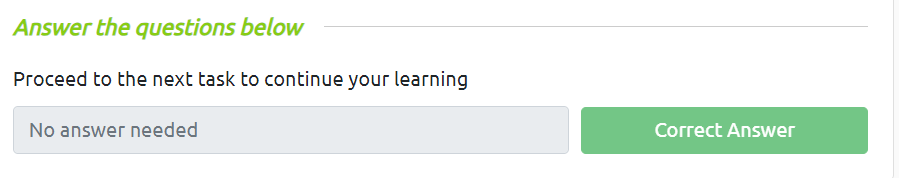 Answer the questions below
Proceed to the next task to continue your learning
No answer needed
Correct Answer